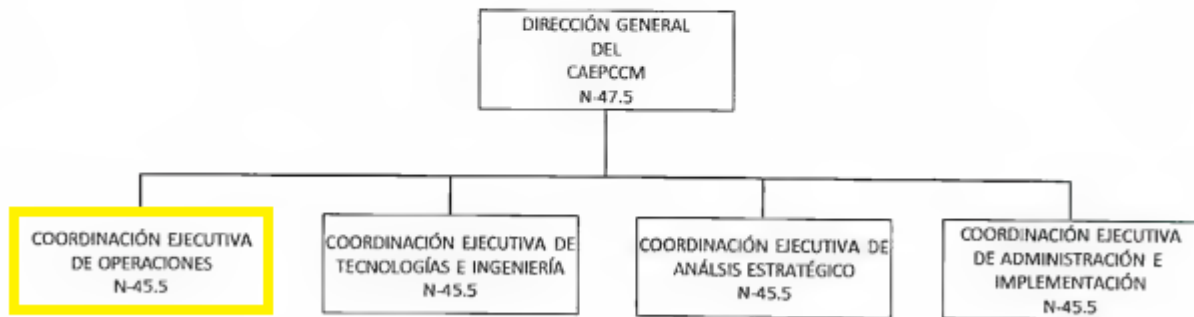 DIRECCIÓN GENERAL
DEL
CAEPCCM
N-47.5
COORDINACIÓN EJECUTIVA
DE OPERACIONES
N-45.5
COORDINACIÓN EJECUTIVA DE
TECNOLOGÍAS E INGENIERÍA
N-45.5
COORDINACIÓN EJECUTIVA DE
ANÁLSIS ESTRATÉGICO
N-45.5
COORDINACIÓN EJECUTIVA
DE ADMINISTRACIÓN E
IMPLEMENTACIÓN
N-45.5